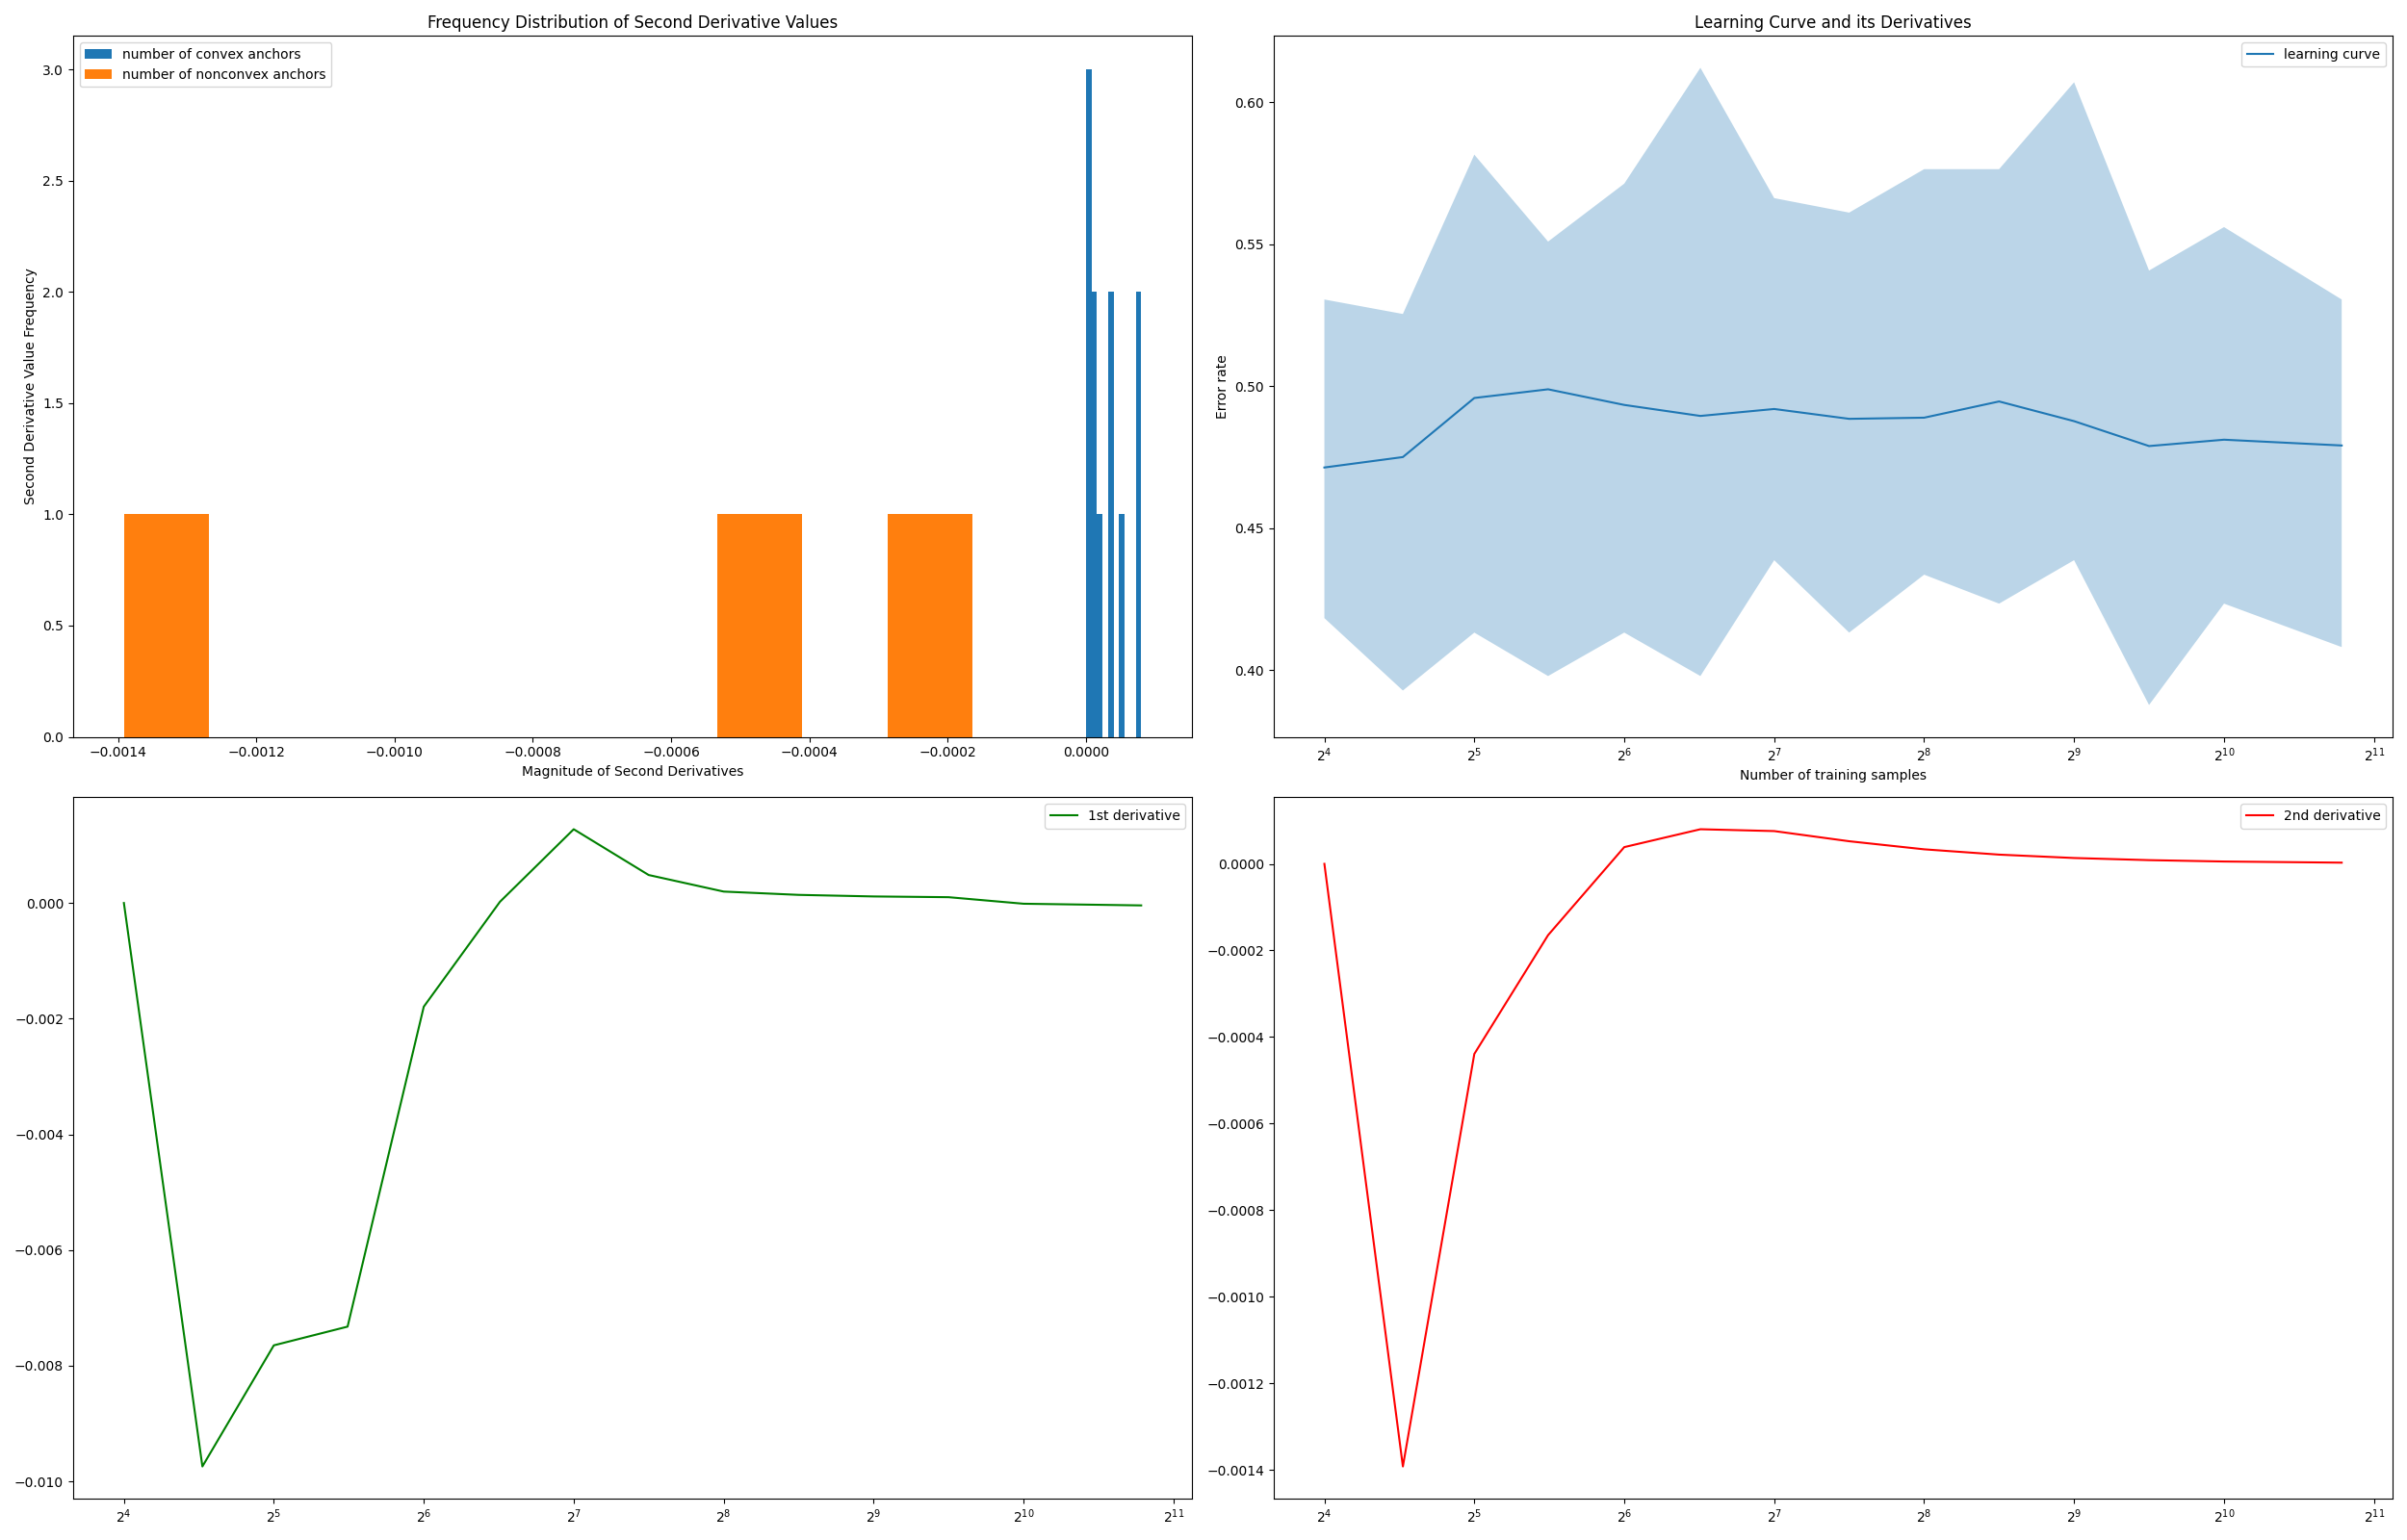 Frequency Distribution of Second Derivative Values
number of convex anchors
number of nonconvex anchors
Second Derivative Value Frequency
3.0
2.5
2.0
1.5
1.0
0.5
0.0
−0.0014 −0.0012 −0.0010 −0.0008 −0.0006 −0.0004 −0.0002 0.0000
Magnitude of Second Derivatives
Learning Curve and its Derivatives
learning curve
Error rate
0.60
0.55
0.50
0.45
0.40
2⁴ 2⁵ 2⁶ 2⁷ 2⁸ 2⁹ 2¹⁰ 2¹¹
Number of training samples
1st derivative
0.000
−0.002
−0.004
−0.006
−0.008
−0.010
2⁴ 2⁵ 2⁶ 2⁷ 2⁸ 2⁹ 2¹⁰ 2¹¹
2nd derivative
0.0000
−0.0002
−0.0004
−0.0006
−0.0008
−0.0010
−0.0012
−0.0014
2⁴ 2⁵ 2⁶ 2⁷ 2⁸ 2⁹ 2¹⁰ 2¹¹